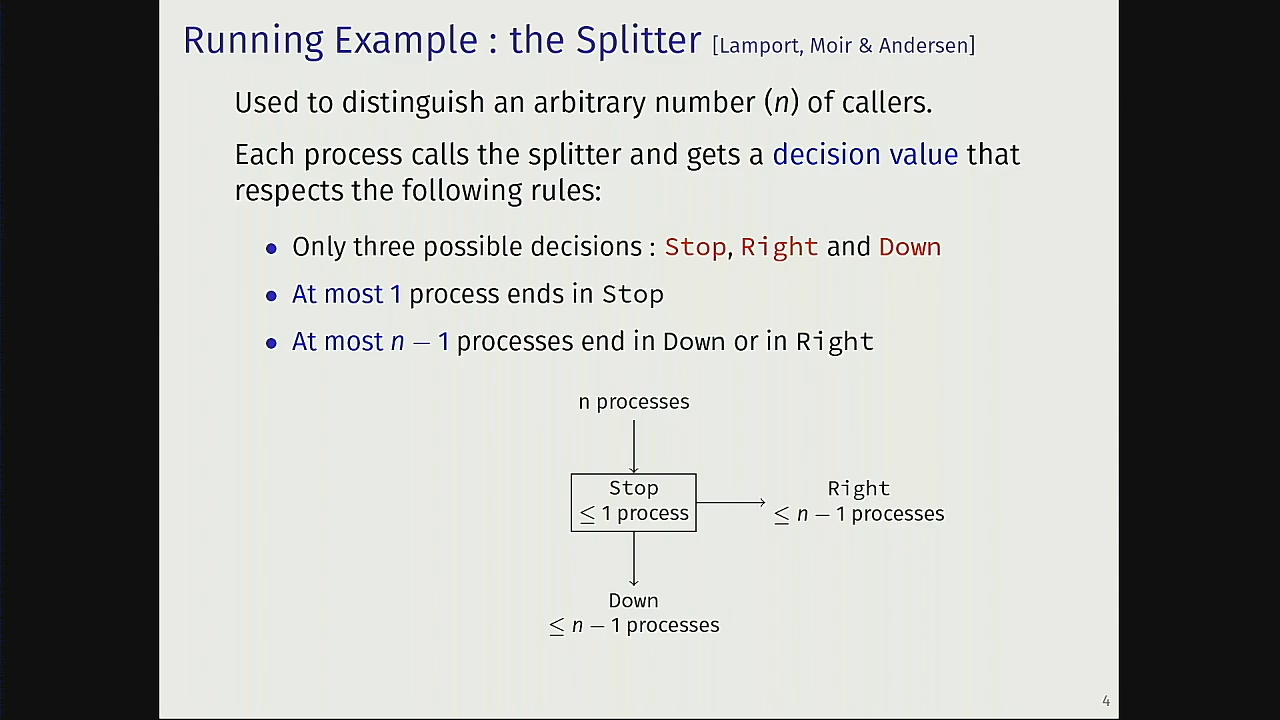 Running Example : the Splitter [Lamport, Moir & Andersen]
Used to distinguish an arbitrary number (n) of callers.
Each process calls the splitter and gets a decision value that
respects the following rules:
• Only three possible decisions : Stop, Right and Down
• At most 1 process ends in Stop
• At most n − 1 processes end in Down or in Right
n processes
Stop
≤ 1 process
Right
≤ n − 1 processes
Down
≤ n − 1 processes
4